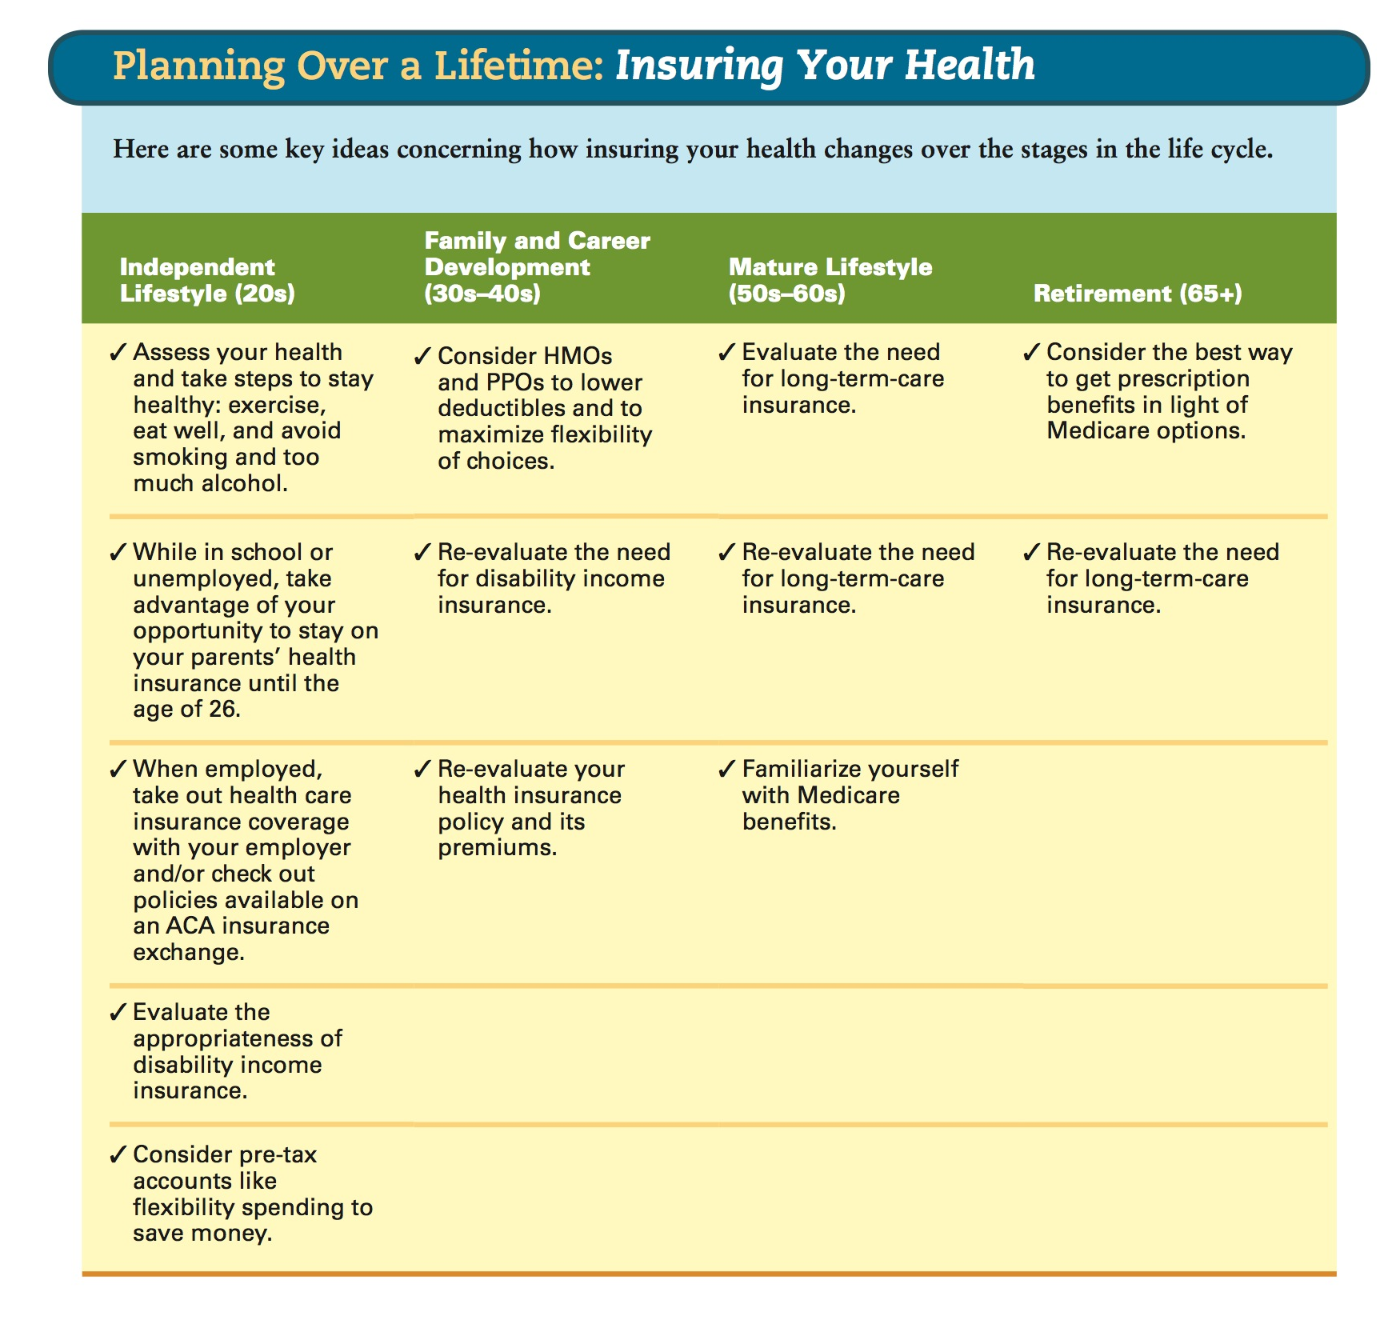 Planning Over a Lifetime: Insuring Your Health
Here are some key ideas concerning how insuring your health changes over the stages in the life cycle.
Independent
Lifestyle (20s)
Family and Career
Development
(30s–40s)
Mature Lifestyle
(50s–60s)
Retirement (65+)
✓ Assess your health
and take steps to stay
healthy: exercise,
eat well, and avoid
smoking and too
much alcohol.
✓ Consider HMOs
and PPOs to lower
deductibles and to
maximize flexibility
of choices.
✓ Evaluate the need
for long-term-care
insurance.
✓ Consider the best way
to get prescription
benefits in light of
Medicare options.
✓ While in school or
unemployed, take
advantage of your
opportunity to stay on
your parents’ health
insurance until the
age of 26.
✓ Re-evaluate the need
for disability income
insurance.
✓ Re-evaluate the need
for long-term-care
insurance.
✓ Re-evaluate the need
for long-term-care
insurance.
✓ When employed,
take out health care
insurance coverage
with your employer
and/or check out
policies available on
an ACA insurance
exchange.
✓ Re-evaluate your
health insurance
policy and its
premiums.
✓ Familiarize yourself
with Medicare
benefits.
✓ Evaluate the
appropriateness of
disability income
insurance.
✓ Consider pre-tax
accounts like
flexibility spending to
save money.